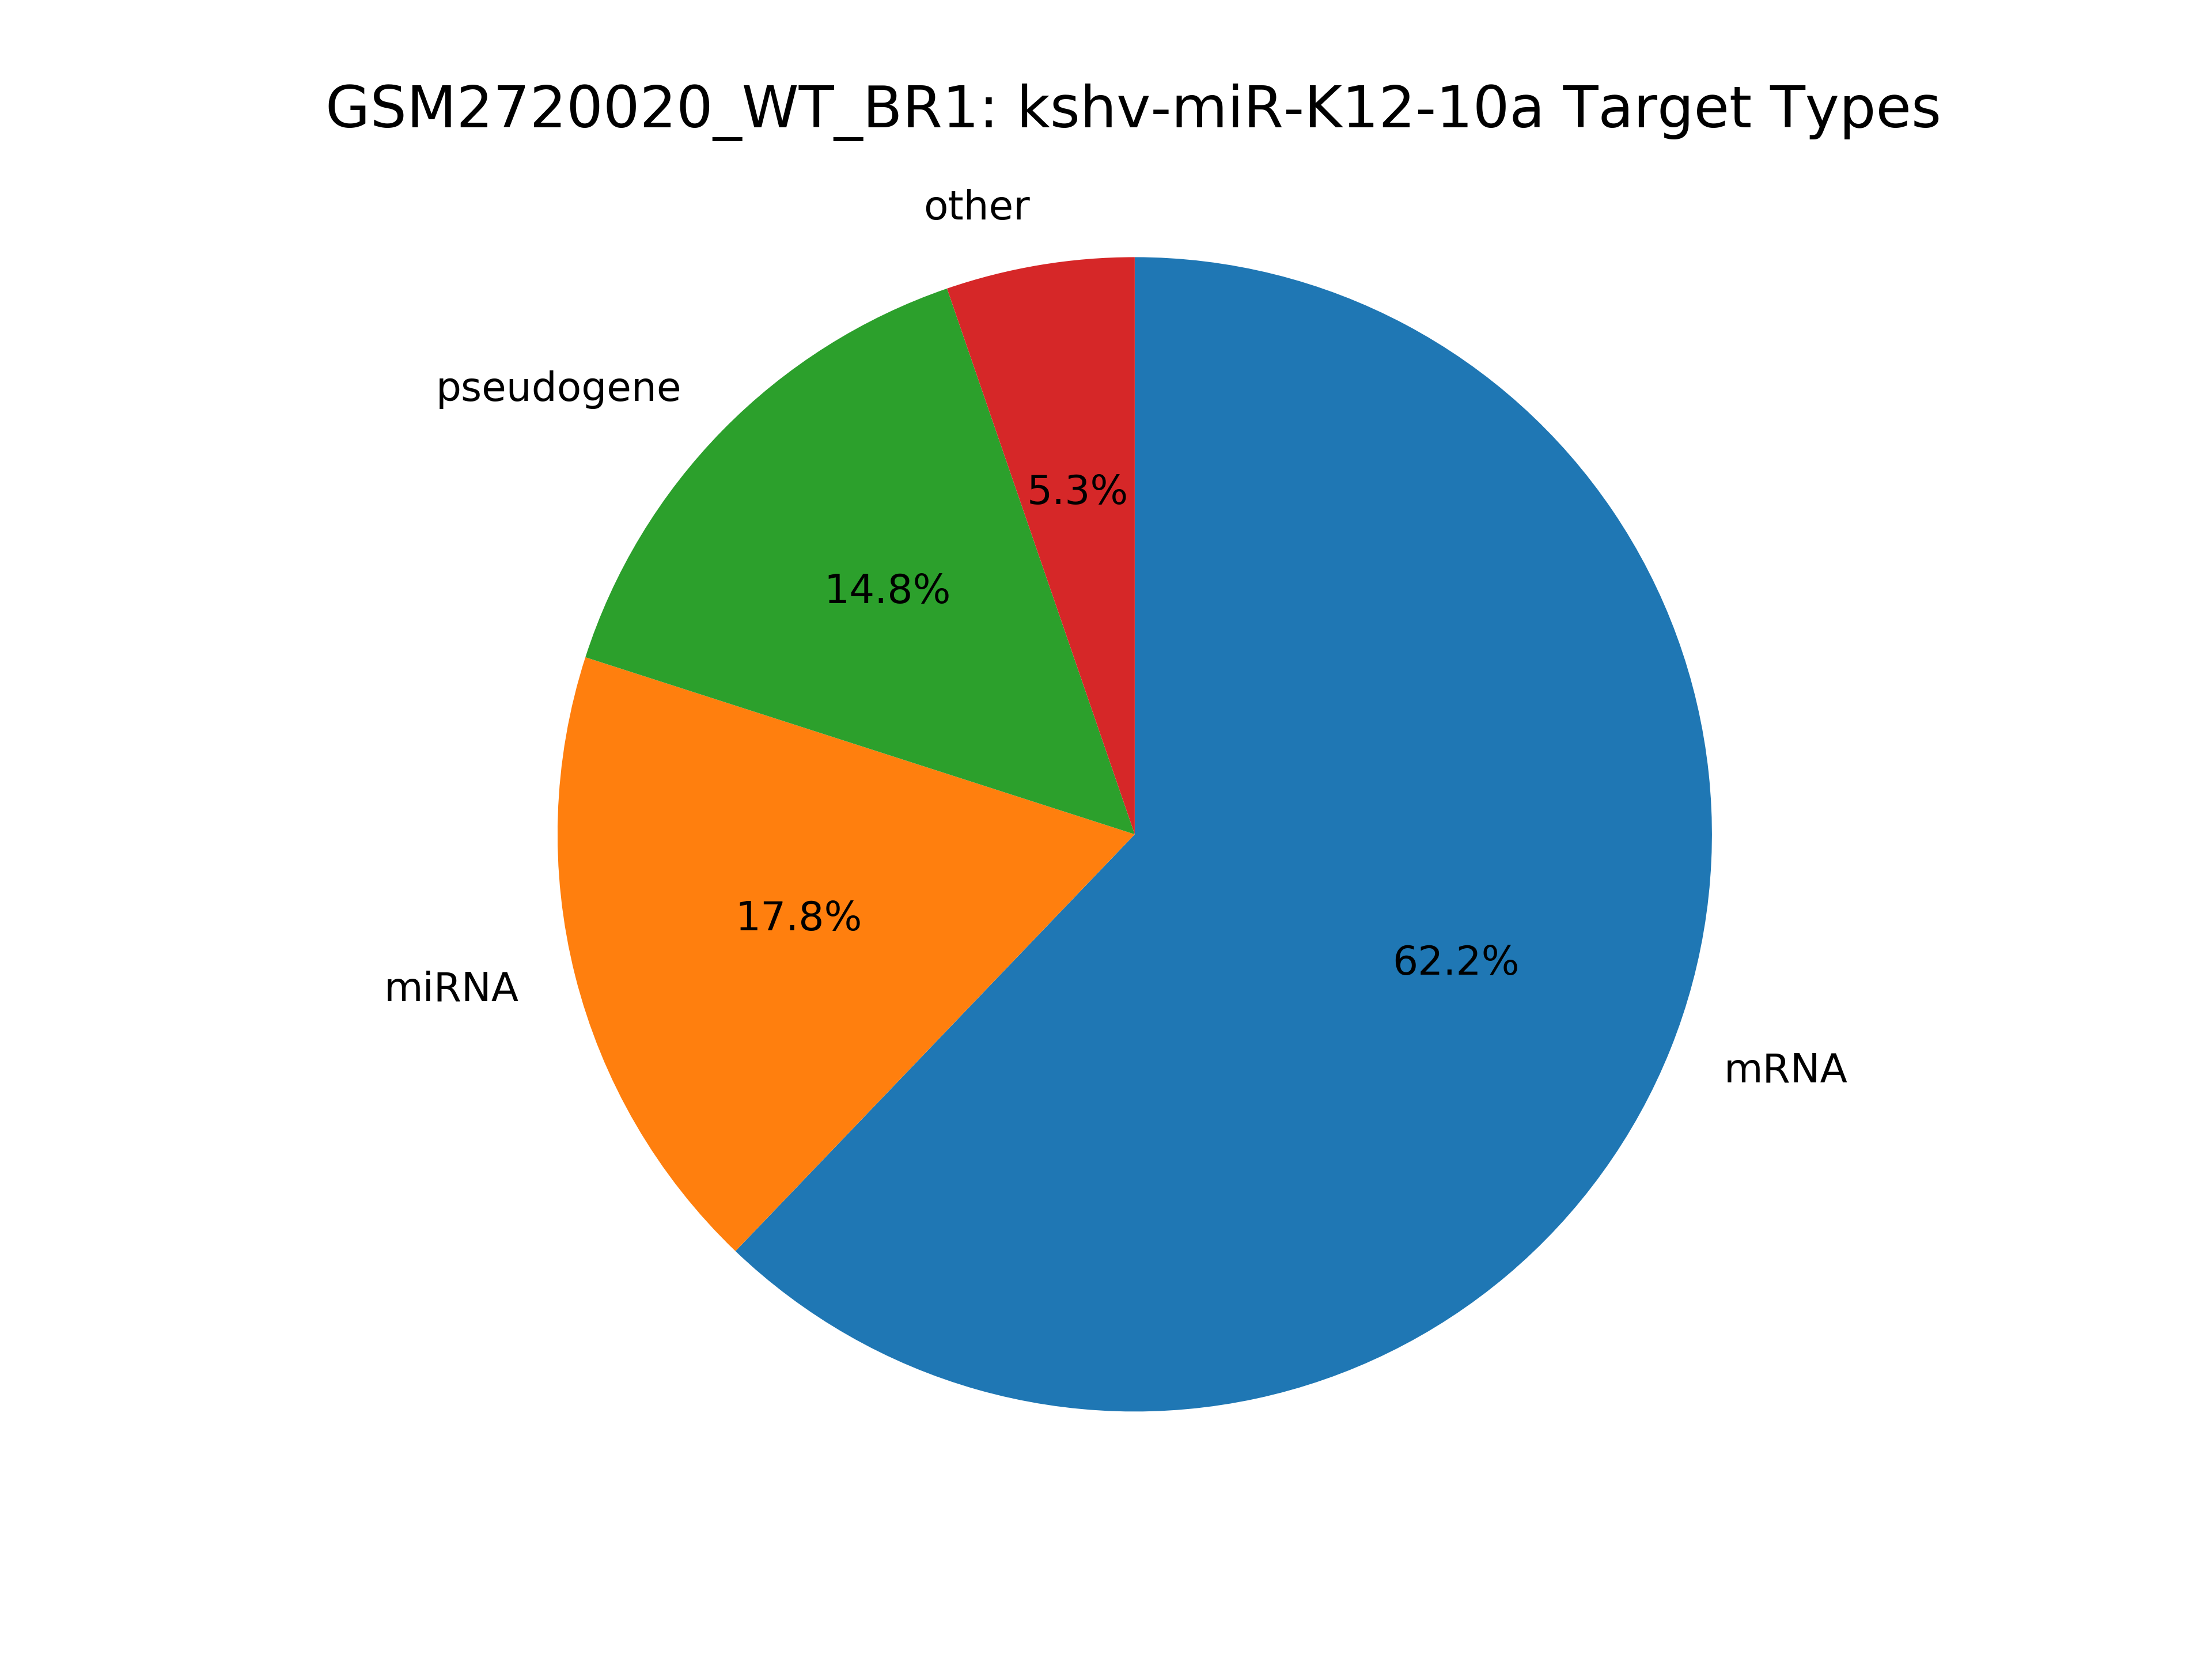 GSM2720020_WT_BR1: kshv-miR-K12-10a Target Types
other
pseudogene
5.3%
14.8%
17.8%
62.2%
miRNA
mRNA